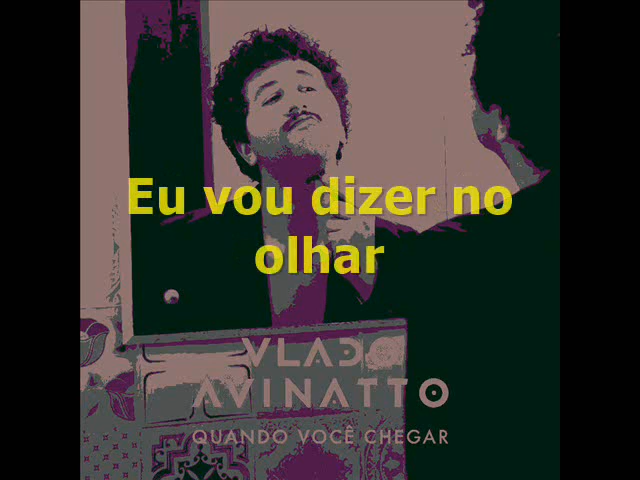 Eu vou dizer no
olhar
VLADO
AVINATTO
QUANDO VOCÊ CHEGAR